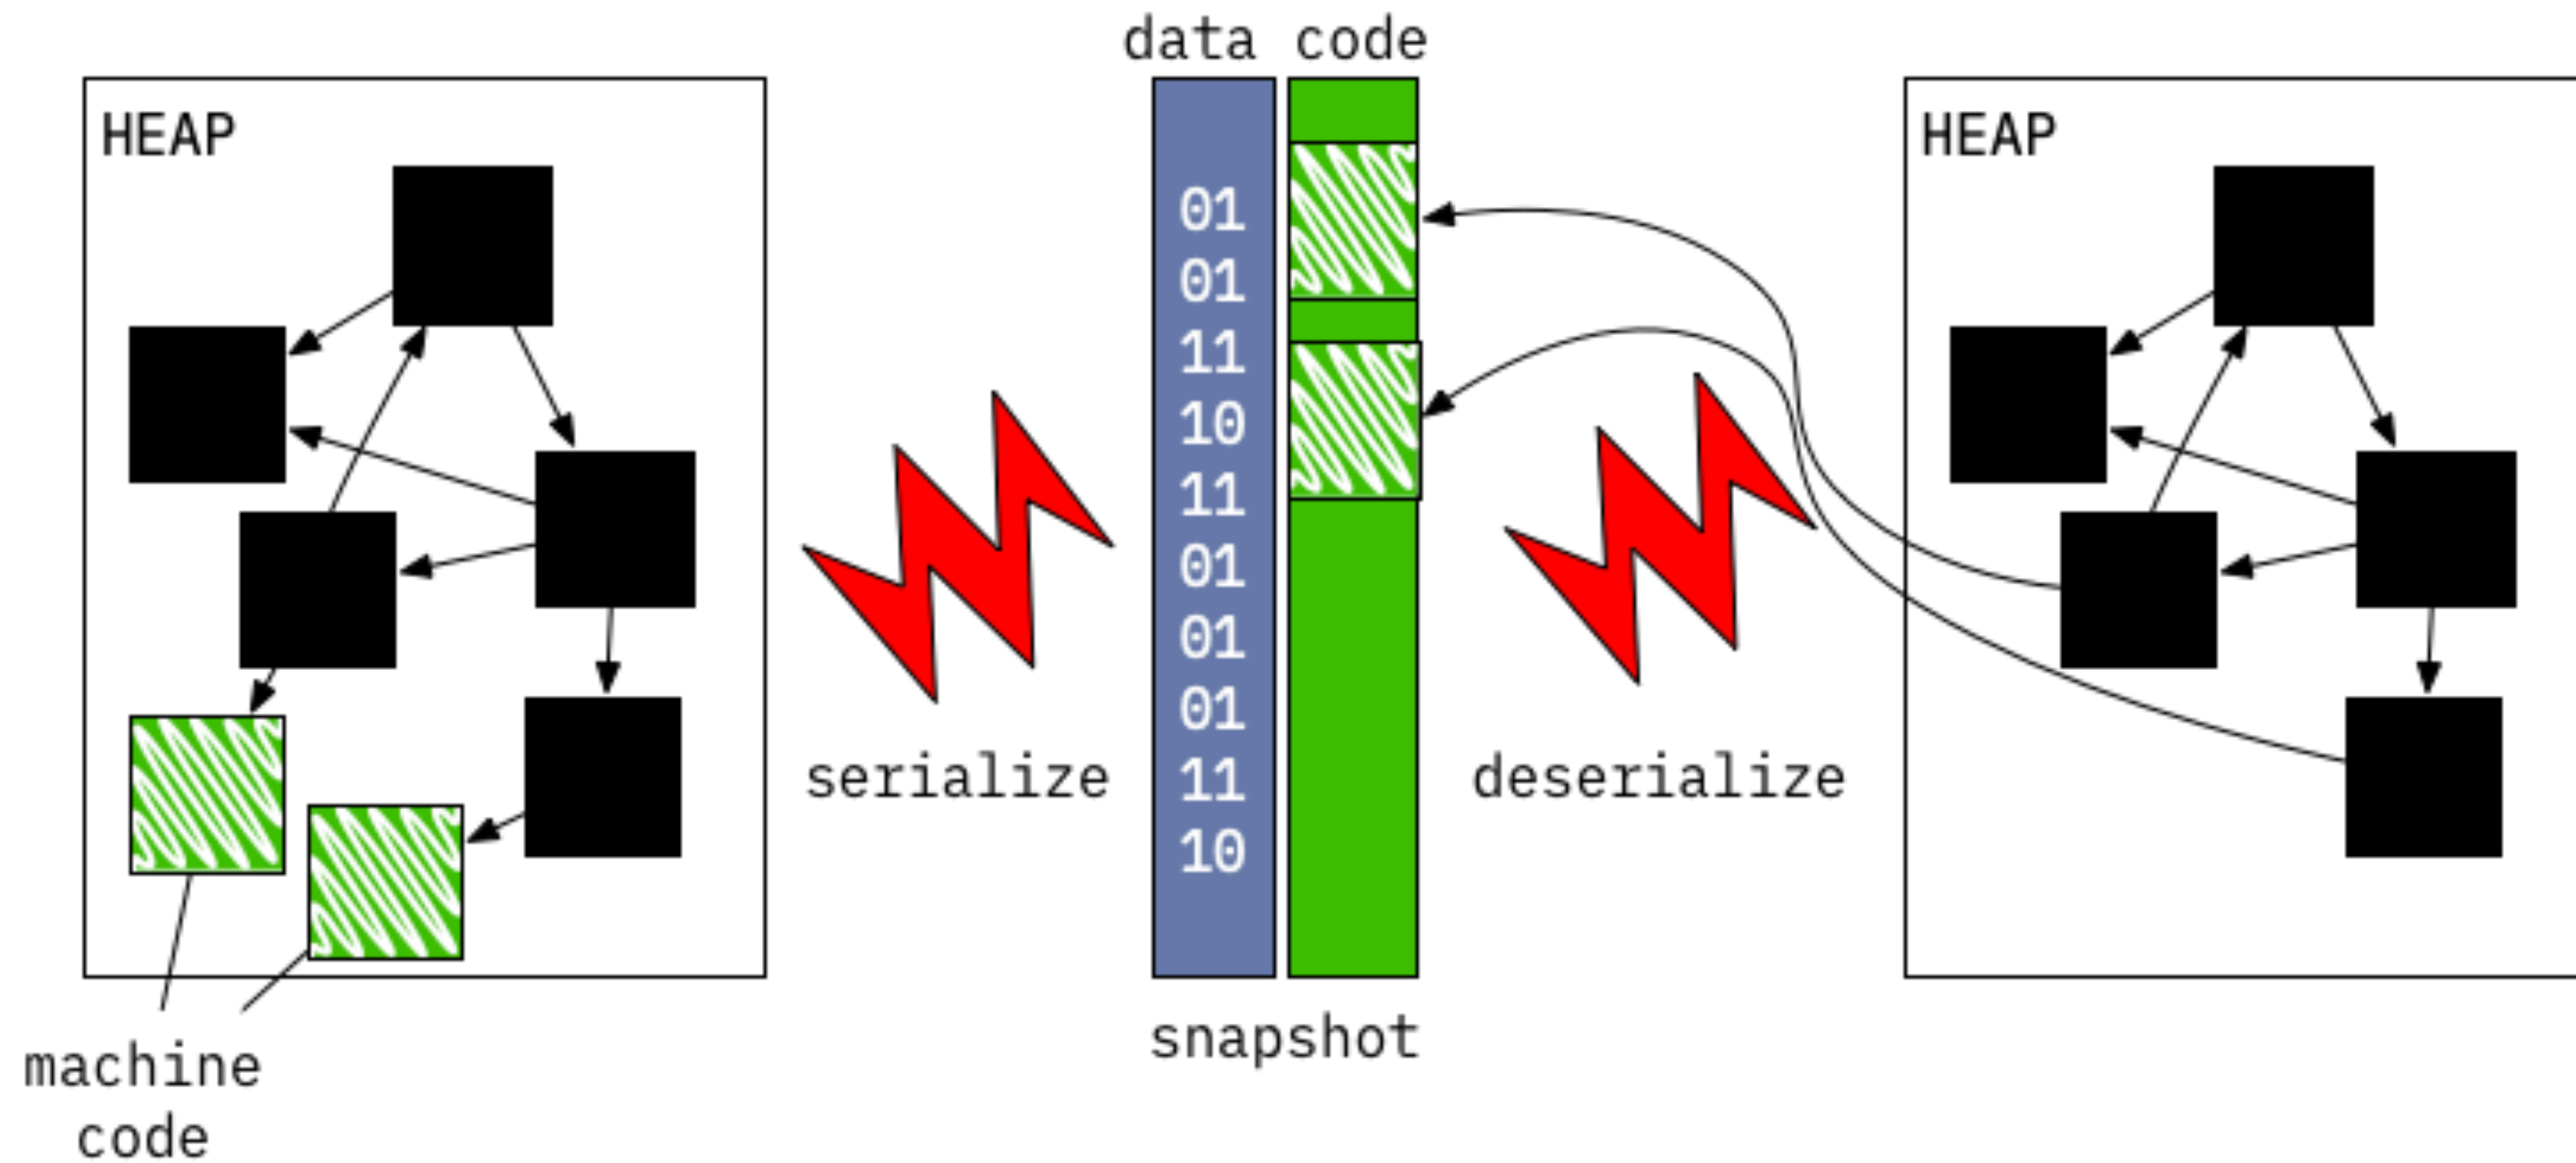 data code
HEAP
HEAP
01
01
11
10
11
01
01
01
11
10
serialize
deserialize
snapshot
machine
code